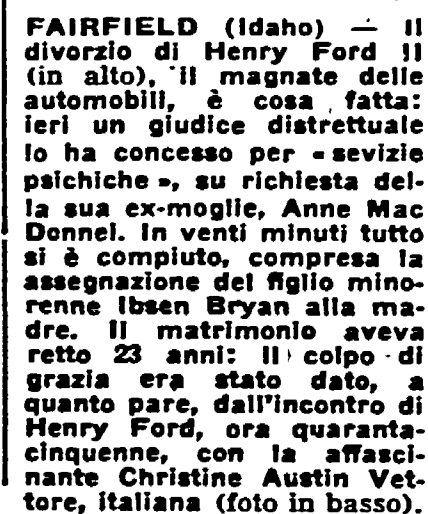 FAIRFIELD (Idaho) — Il
divorzio di Henry Ford II
(in alto), il magnate delle
automobili, è cosa fatta:
ieri un giudice distrettuale
lo ha concesso per « sevizie
psichiche », su richiesta del-
la sua ex-moglie, Anne Mac
Donnel. In venti minuti tutto
si è compiuto, compresa la
assegnazione del figlio mino-
renne Ibsen Bryan alla ma-
dre. Il matrimonio aveva
retto 23 anni: il colpo di
grazia era stato dato, a
quanto pare, dall'incontro di
Henry Ford, ora quaranta-
cinquenne, con la affasci-
nante Christine Austin Vet-
tore, italiana (foto in basso).